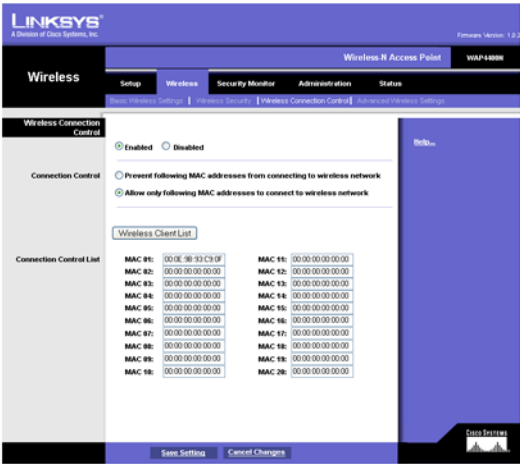 LINKSYS®
A Division of Cisco Systems, Inc.
Firmware Version: 1.0.2
Wireless-N Access Point WAP4400N
Wireless
Setup Wireless Security Monitor Administration Status
Basic Wireless Settings | Wireless Security | Wireless Connection Control | Advanced Wireless Settings
Wireless Connection
Control
Enabled Disabled
Help...
Connection Control
Prevent following MAC addresses from connecting to wireless network
Allow only following MAC addresses to connect to wireless network
Wireless Client List
Connection Control List
MAC 01: 00:0E:9B:93:C9:0F MAC 11: 00:00:00:00:00:00
MAC 02: 00:00:00:00:00:00 MAC 12: 00:00:00:00:00:00
MAC 03: 00:00:00:00:00:00 MAC 13: 00:00:00:00:00:00
MAC 04: 00:00:00:00:00:00 MAC 14: 00:00:00:00:00:00
MAC 05: 00:00:00:00:00:00 MAC 15: 00:00:00:00:00:00
MAC 06: 00:00:00:00:00:00 MAC 16: 00:00:00:00:00:00
MAC 07: 00:00:00:00:00:00 MAC 17: 00:00:00:00:00:00
MAC 08: 00:00:00:00:00:00 MAC 18: 00:00:00:00:00:00
MAC 09: 00:00:00:00:00:00 MAC 19: 00:00:00:00:00:00
MAC 10: 00:00:00:00:00:00 MAC 20: 00:00:00:00:00:00
Save Setting Cancel Changes
CISCO SYSTEMS